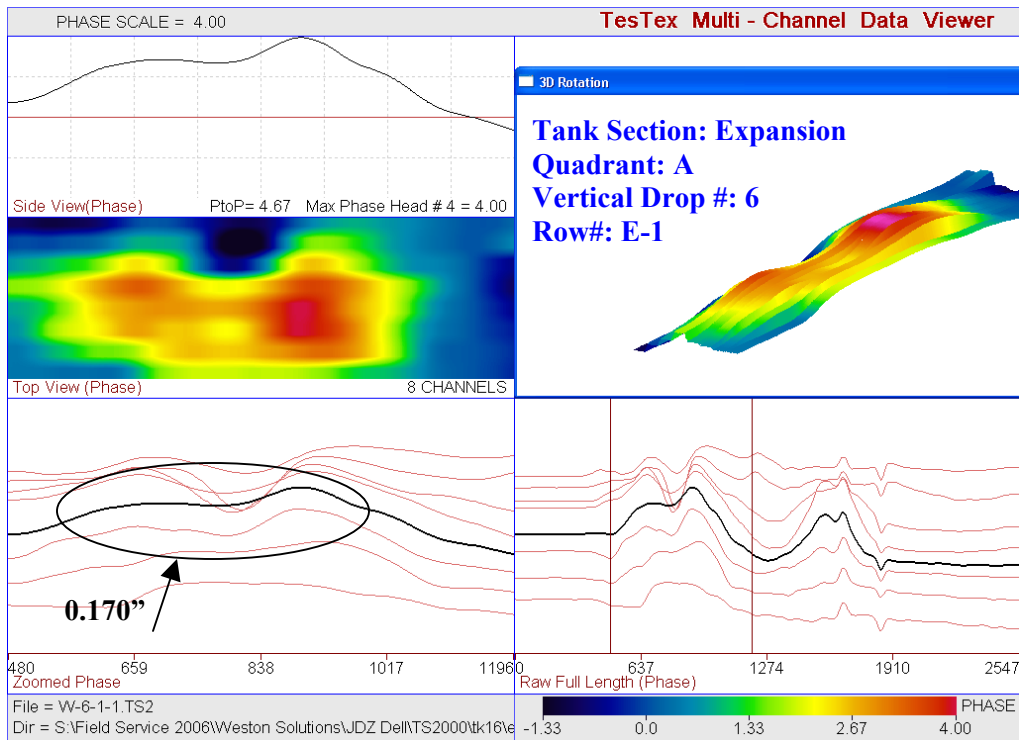 PHASE SCALE = 4.00
TesTex Multi - Channel Data Viewer
3D Rotation
Tank Section: Expansion
Quadrant: A
Vertical Drop #: 6
Row#: E-1
Side View(Phase) PtoP= 4.67 Max Phase Head # 4 = 4.00
Top View (Phase) 8 CHANNELS
0.170”
480 659 838 1017 1196
Zoomed Phase
0 637 1274 1910 2547
Raw Full Length (Phase)
File = W-6-1-1.TS2
Dir = S:\Field Service 2006\Weston Solutions\JDZ Dell\TS2000\tk16\e
PHASE
-1.33 0.0 1.33 2.67 4.00